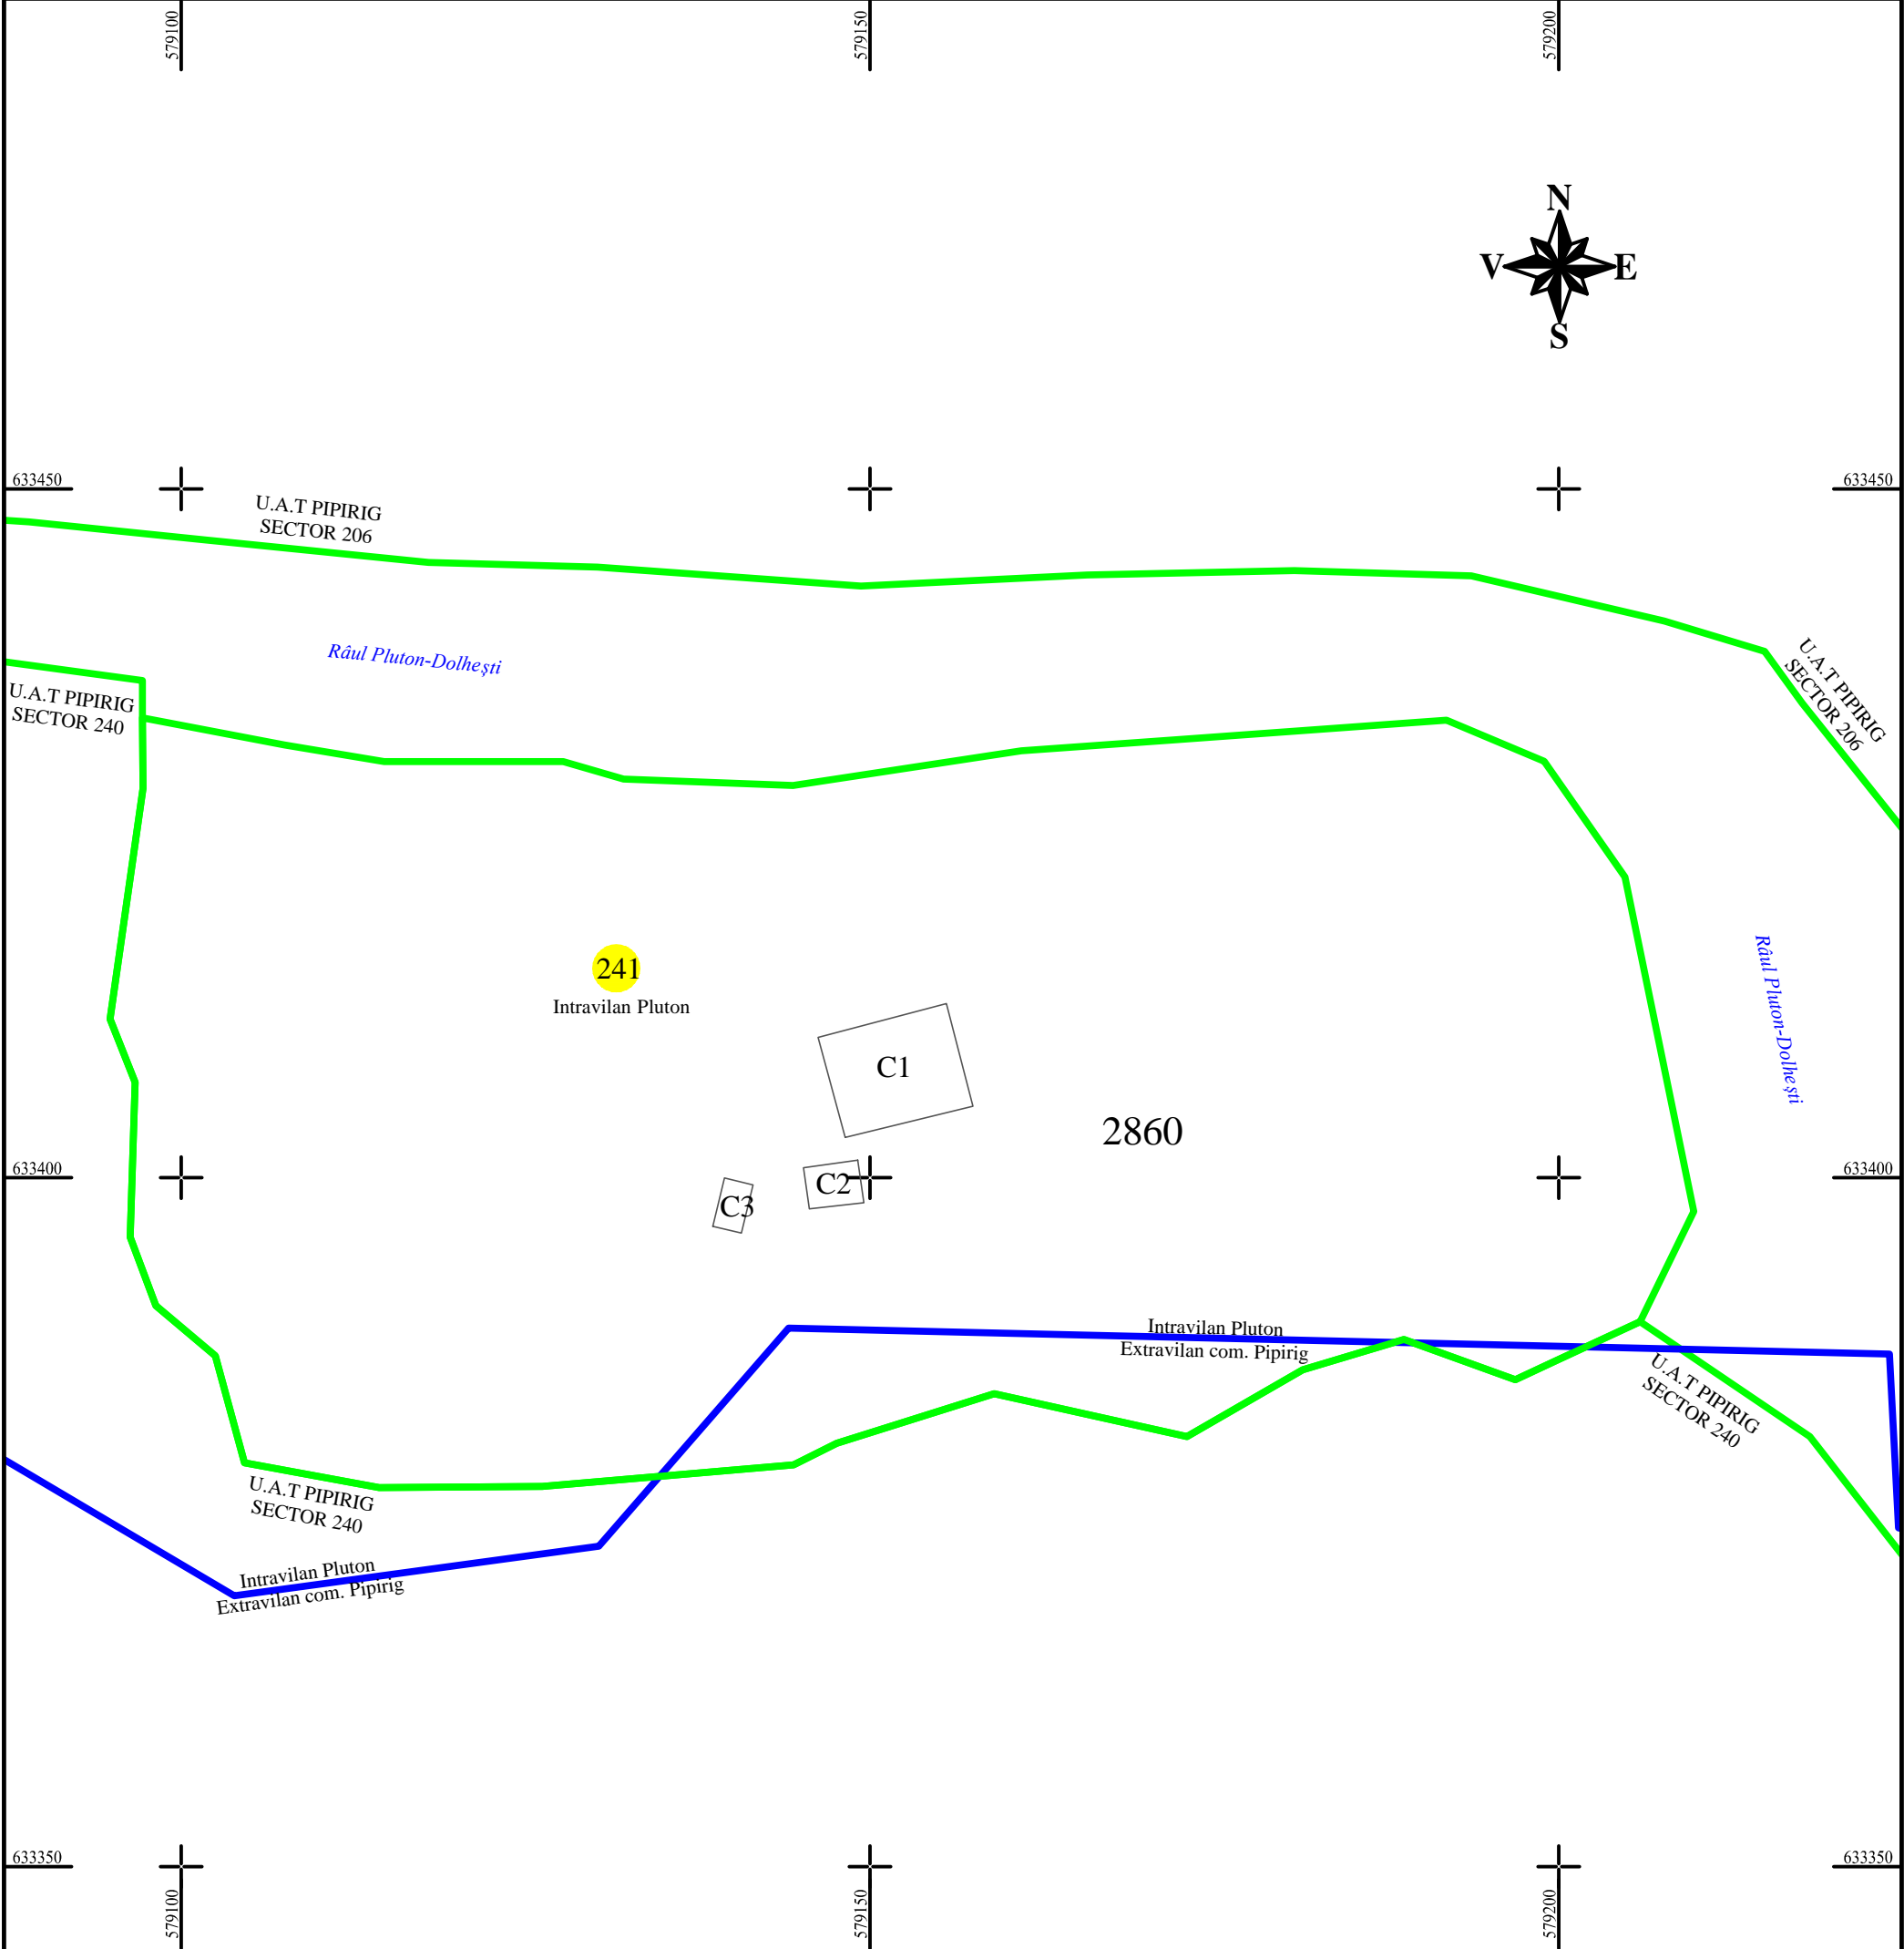 579100
579150
579200
N
V
E
S
633450
633450
U.A.T PIPIRIG
SECTOR 206
Râul Pluton-Dolhești
U.A.T PIPIRIG
SECTOR 206
U.A.T PIPIRIG
SECTOR 240
241
Intravilan Pluton
Râul Pluton-Dolhești
C1
2860
633400
633400
C2
C3
Intravilan Pluton
Extravilan com. Pipirig
U.A.T PIPIRIG
SECTOR 240
U.A.T PIPIRIG
SECTOR 240
Intravilan Pluton
Extravilan com. Pipirig
633350
633350
579100
579150
579200